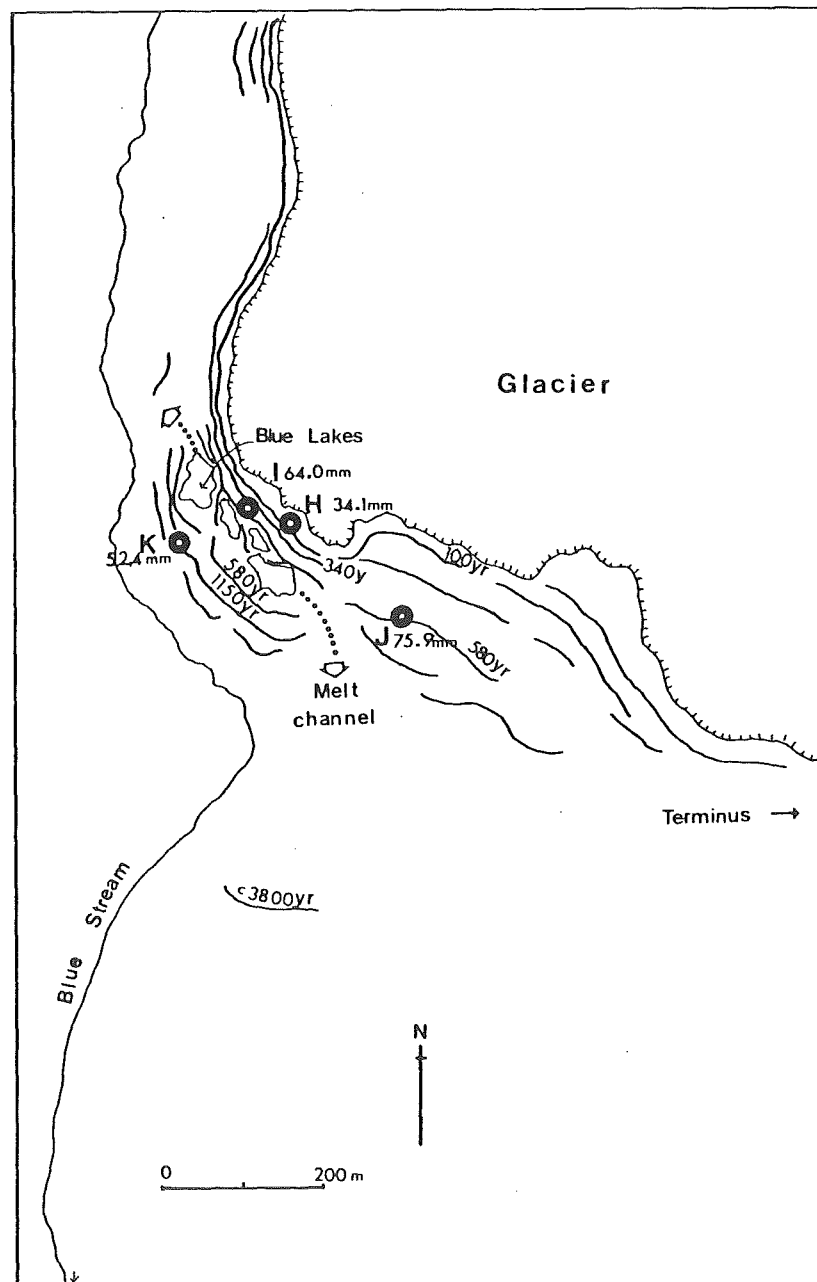 Glacier
Blue Lakes
I 64.0mm
H 34.1mm
K
52.4mm
100yr
340y
580yr
1150yr
J 75.9mm
580yr
Melt
channel
Terminus
c3800yr
Blue Stream
N
0 200 m